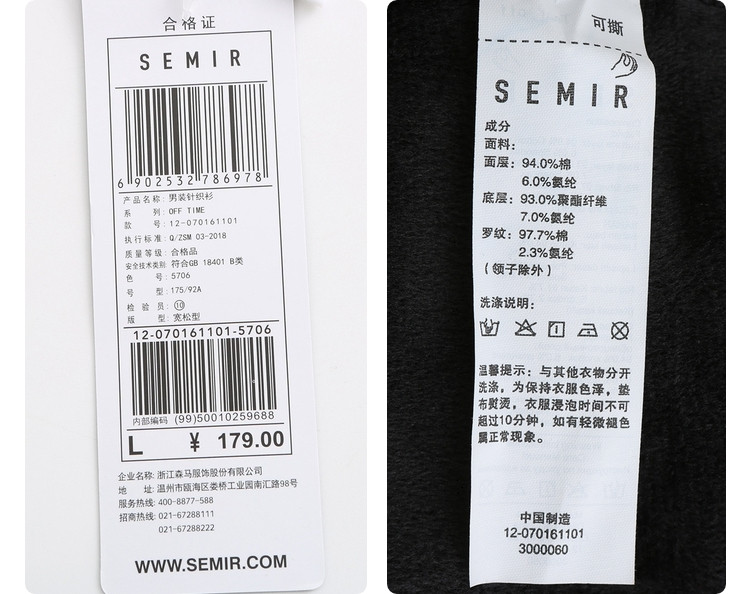 合格证
SEMIR
6 902532 786978
产品名称: 男装针织衫
系 列: OFF TIME
款 号: 12-070161101
执行标准: Q/ZSM 03-2018
质量等级: 合格品
安全技术类别: 符合GB 18401 B类
色 号: 5706
号 型: 175/92A
检 验 员: ⑩
版 型: 宽松型
12-070161101-5706
内部编码 (99)50010259688
L ¥ 179.00
企业名称: 浙江森马服饰股份有限公司
地 址: 温州市瓯海区娄桥工业园南汇路98号
服务热线: 400-8877-588
招商热线: 021-67288111
021-67288222
WWW.SEMIR.COM
可撕
SEMIR
成分
面料:
面层: 94.0%棉
6.0%氨纶
底层: 93.0%聚酯纤维
7.0%氨纶
罗纹: 97.7%棉
2.3%氨纶
(领子除外)
洗涤说明:
温馨提示: 与其他衣物分开
洗涤, 为保持衣服色泽, 垫
布熨烫, 衣服浸泡时间不可
超过10分钟, 如有轻微褪色
属正常现象。
中国制造
12-070161101
3000060